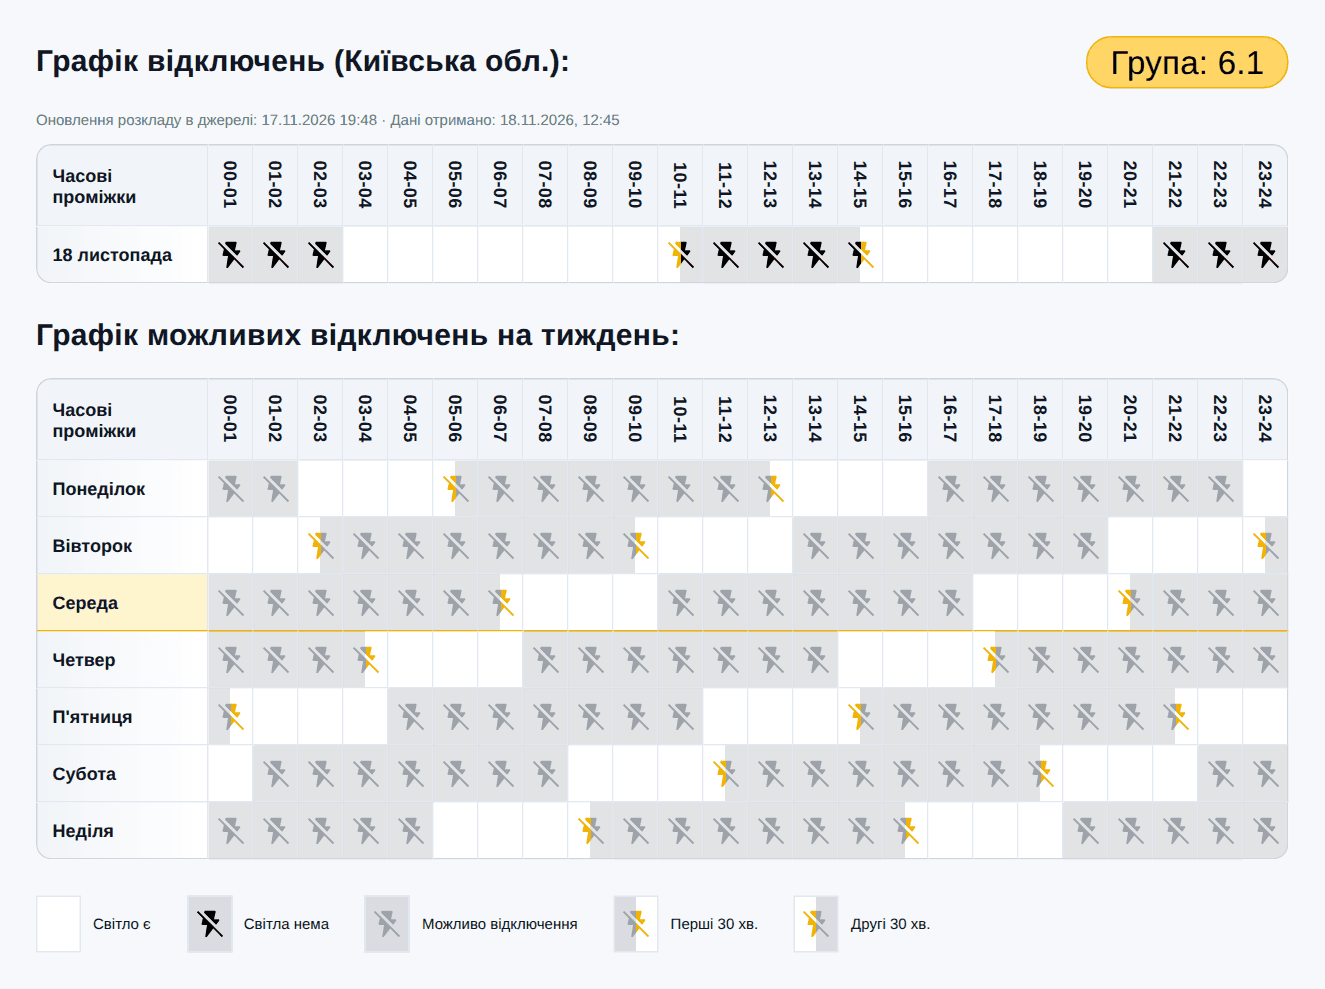 Графік відключень (Київська обл.):
Група: 6.1
Оновлення розкладу в джерелі: 17.11.2026 19:48 · Дані отримано: 18.11.2026, 12:45
Часові проміжки 00-01 01-02 02-03 03-04 04-05 05-06 06-07 07-08 08-09 09-10 10-11 11-12 12-13 13-14 14-15 15-16 16-17 17-18 18-19 19-20 20-21 21-22 22-23 23-24
18 листопада
Графік можливих відключень на тиждень:
Часові проміжки 00-01 01-02 02-03 03-04 04-05 05-06 06-07 07-08 08-09 09-10 10-11 11-12 12-13 13-14 14-15 15-16 16-17 17-18 18-19 19-20 20-21 21-22 22-23 23-24
Понеділок
Вівторок
Середа
Четвер
П'ятниця
Субота
Неділя
Світло є Світла нема Можливо відключення Перші 30 хв. Другі 30 хв.